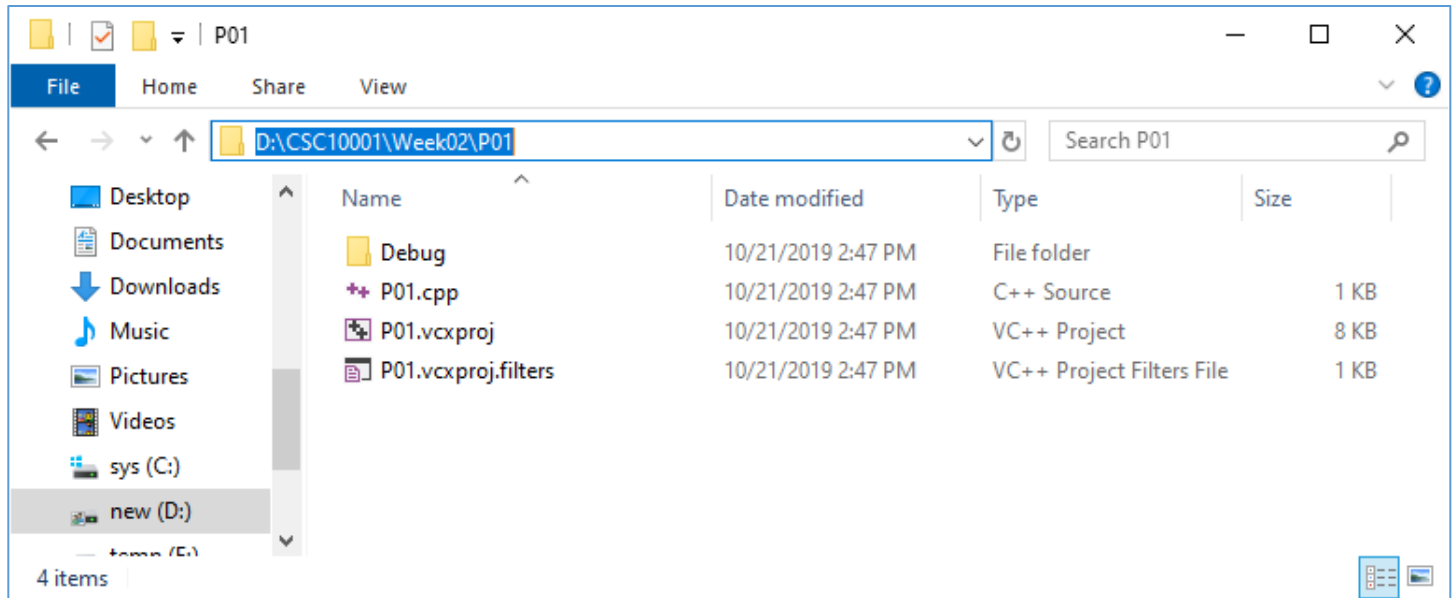 P01
File Home Share View
D:\CSC10001\Week02\P01 Search P01
Name Date modified Type Size
Desktop
Documents
Downloads
Music
Pictures
Videos
sys (C:)
new (D:)
Debug 10/21/2019 2:47 PM File folder
P01.cpp 10/21/2019 2:47 PM C++ Source 1 KB
P01.vcxproj 10/21/2019 2:47 PM VC++ Project 8 KB
P01.vcxproj.filters 10/21/2019 2:47 PM VC++ Project Filters File 1 KB
4 items